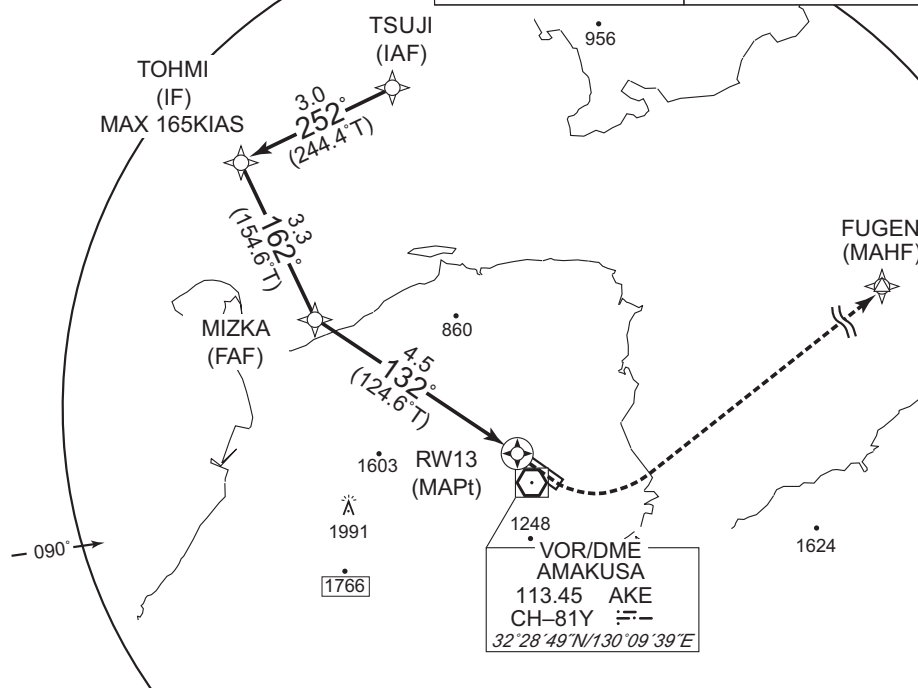 956
TSUJI
(IAF)
TOHMI
(IF)
MAX 165KIAS
3.0
252°
(244.4°T)
3.3
162°
(154.6°T)
FUGEN
(MAHF)
MIZKA
(FAF)
860
4.5
132°
(124.6°T)
1603
RW13
(MAPt)
1991
1248
1624
090°
1766
VOR/DME
AMAKUSA
113.45 AKE
CH–81Y
32°28′49″N/130°09′39″E